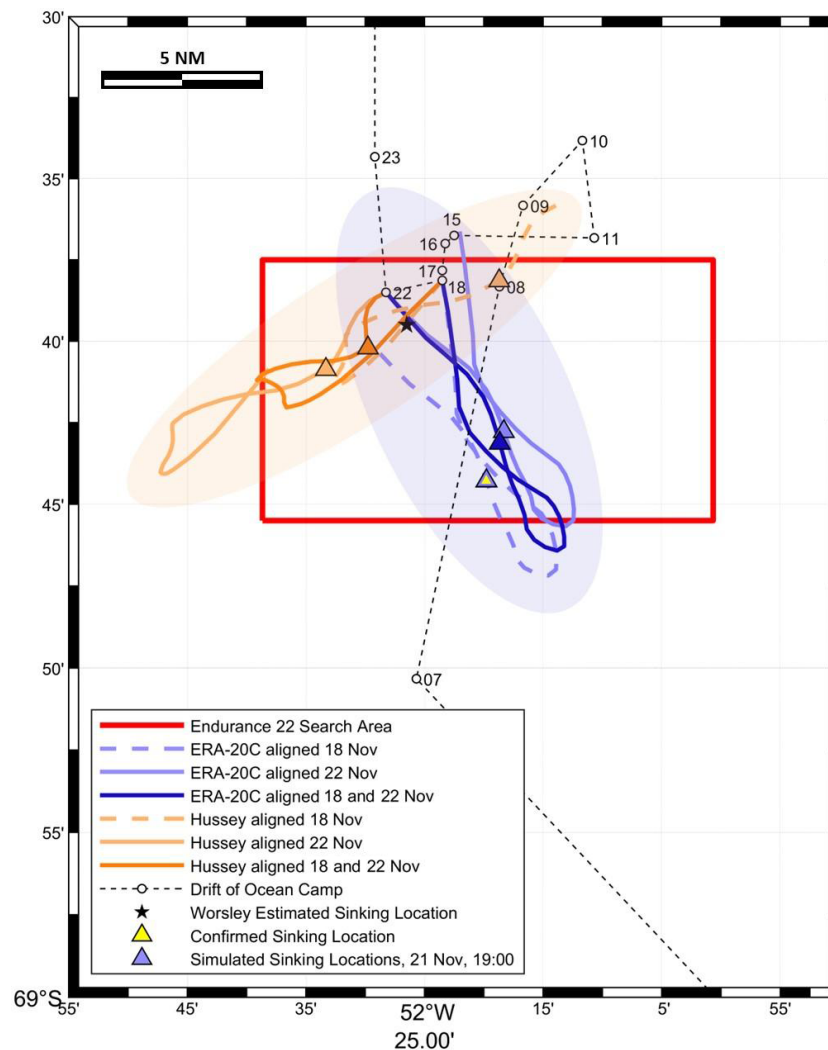 30'
5 NM
23
10
35'
15
09
16
11
17
18
08
22
40'
45'
50'
07
Endurance 22 Search Area
ERA-20C aligned 18 Nov
ERA-20C aligned 22 Nov
ERA-20C aligned 18 and 22 Nov
55'
Hussey aligned 18 Nov
Hussey aligned 22 Nov
Hussey aligned 18 and 22 Nov
Drift of Ocean Camp
Worsley Estimated Sinking Location
Confirmed Sinking Location
Simulated Sinking Locations, 21 Nov, 19:00
69°S
55' 45' 35' 52°W 15' 5' 55'
25.00'